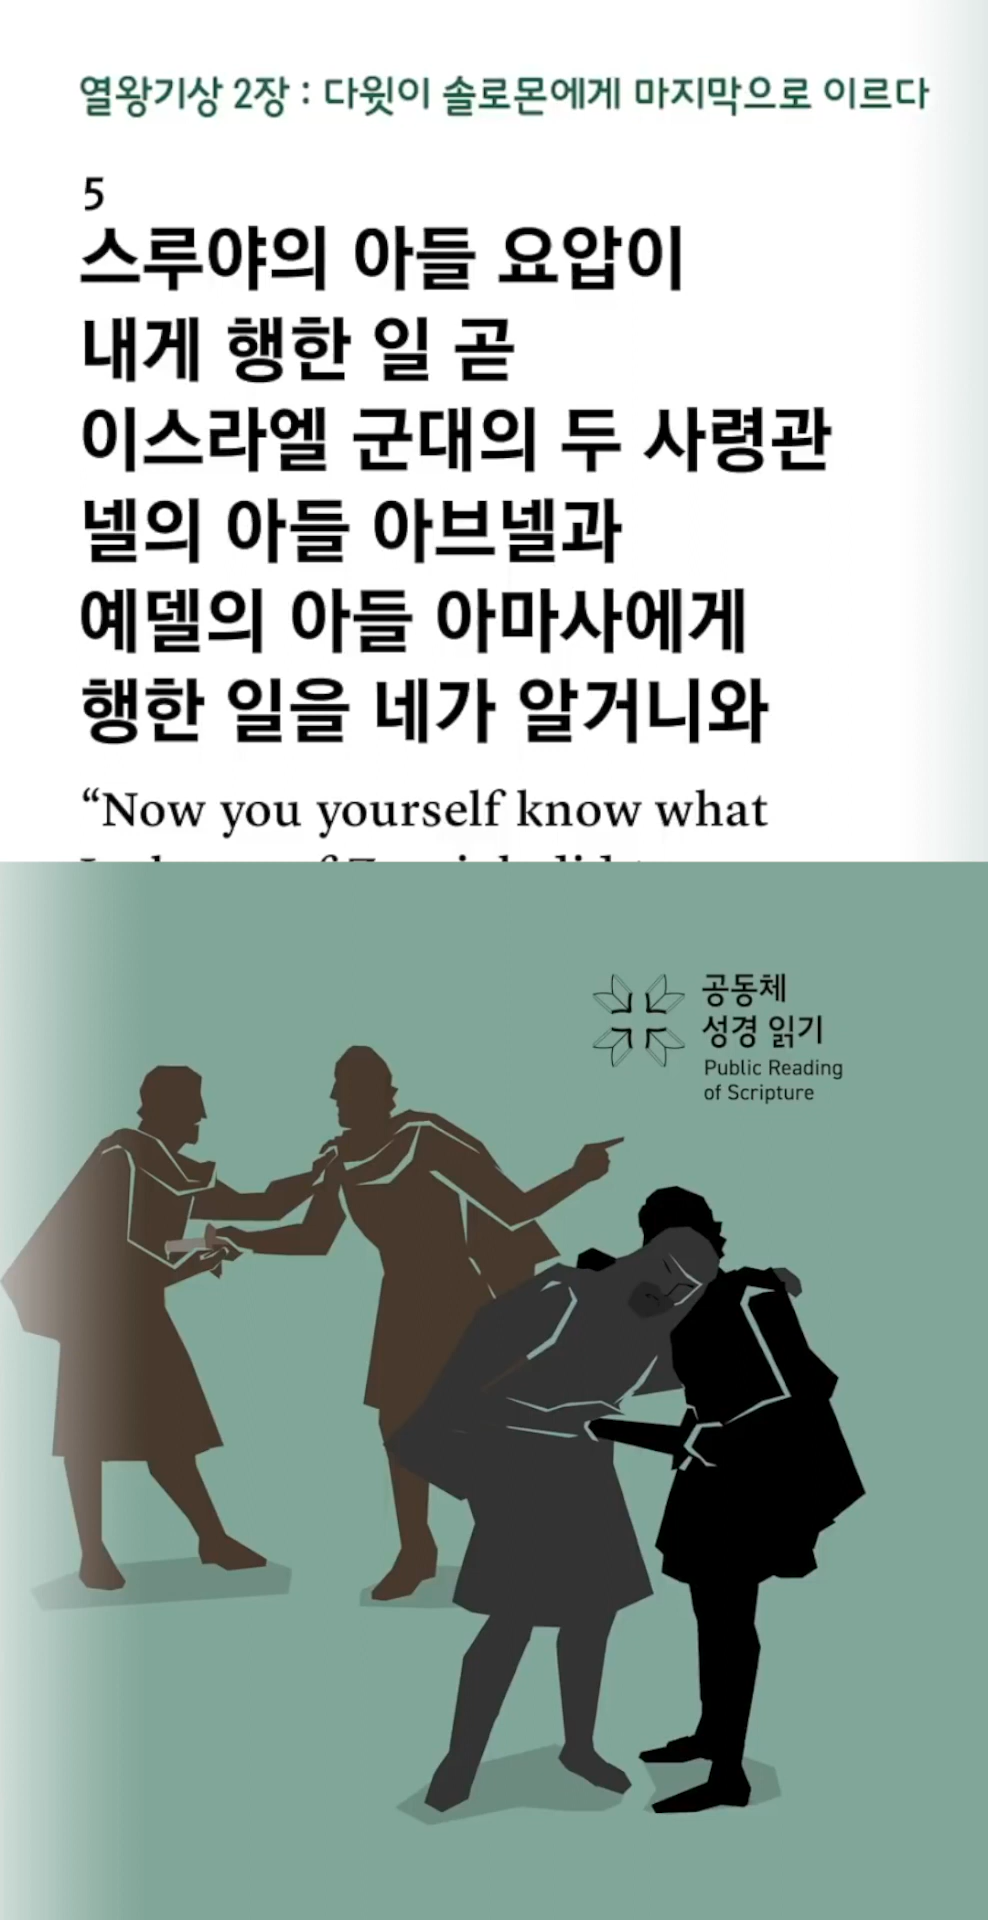 열왕기상 2장 : 다윗이 솔로몬에게 마지막으로 이르다
5
스루야의 아들 요압이
내게 행한 일 곧
이스라엘 군대의 두 사령관
넬의 아들 아브넬과
예델의 아들 아마사에게
행한 일을 네가 알거니와
“Now you yourself know what
공동체
성경 읽기
Public Reading
of Scripture